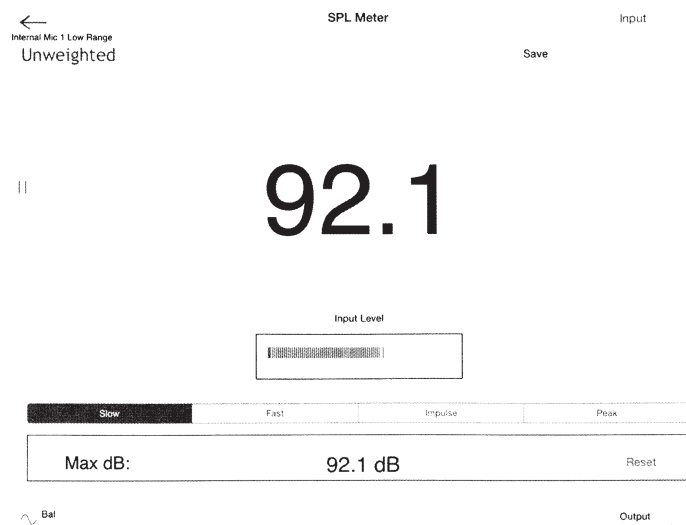 SPL Meter
Input
Internal Mic 1 Low Range
Unweighted
Save
92.1
Input Level
Slow Fast Impulse Peak
Max dB: 92.1 dB Reset
Bal
Output